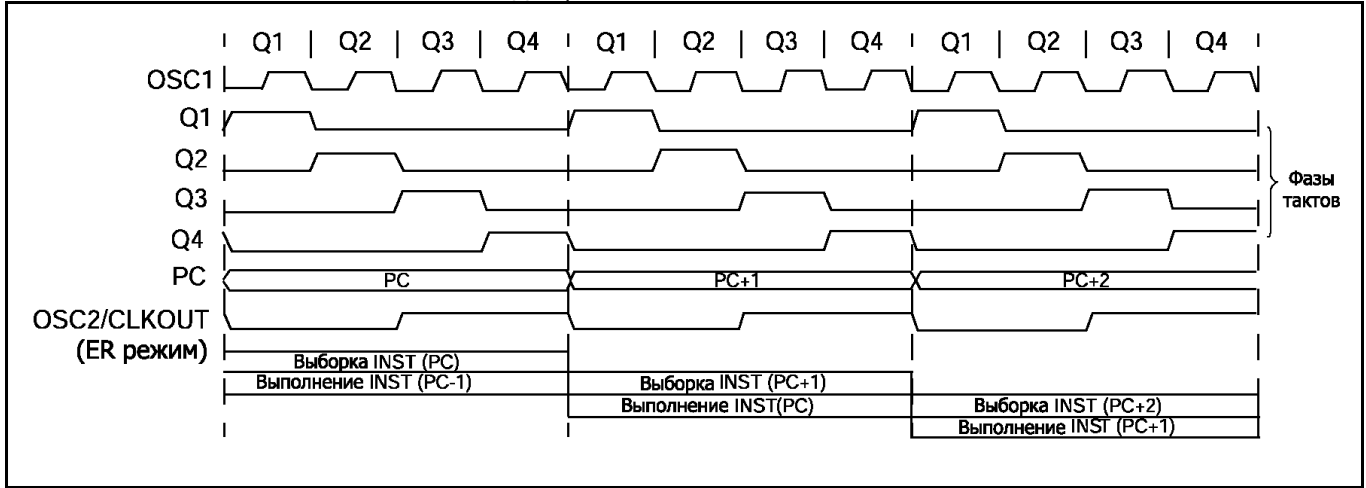 Q1 | Q2 | Q3 | Q4 Q1 | Q2 | Q3 | Q4 Q1 | Q2 | Q3 | Q4
OSC1
Q1
Q2
Q3
Q4
Фазы
тактов
PC PC PC+1 PC+2
OSC2/CLKOUT
(ER режим)
Выборка INST (PC)
Выполнение INST (PC-1) Выборка INST (PC+1)
Выполнение INST(PC) Выборка INST (PC+2)
Выполнение INST (PC+1)